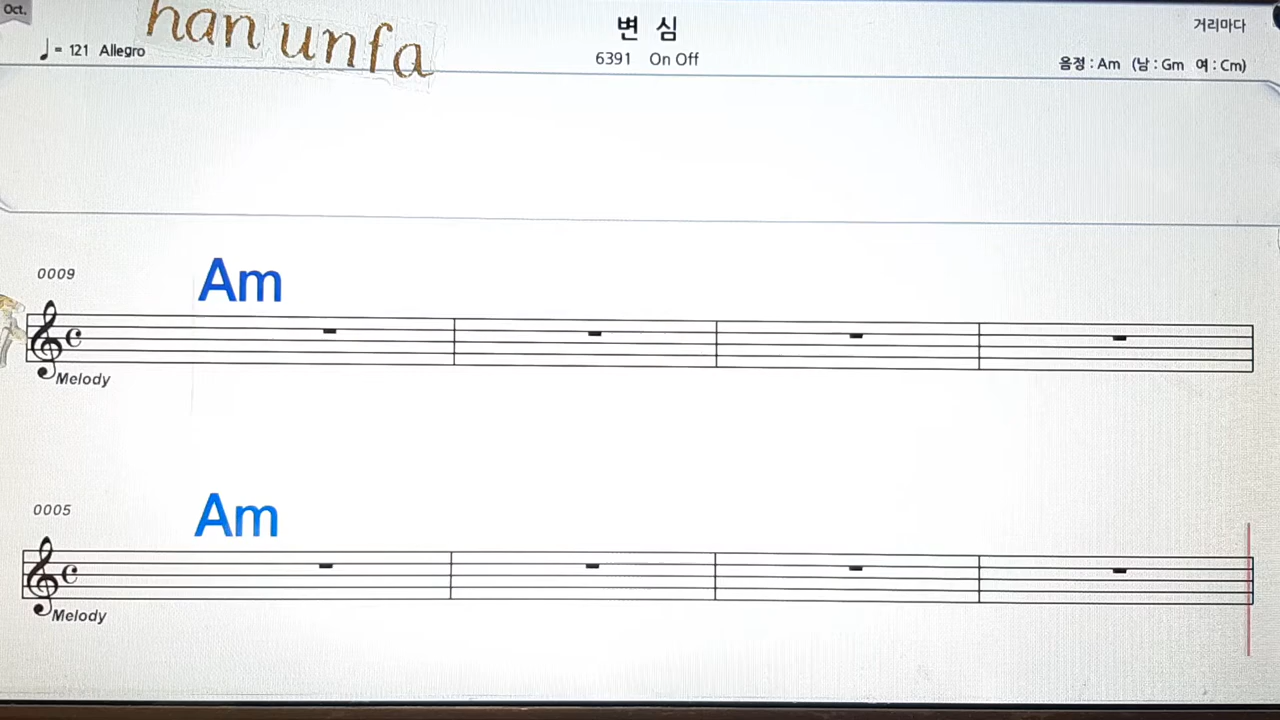 Oct.
han unfa
♩= 121 Allegro
변 심
6391 On Off
거리마다
음정 : Am (남 : Gm 여 : Cm)
0009
Am
Melody
0005
Am
Melody